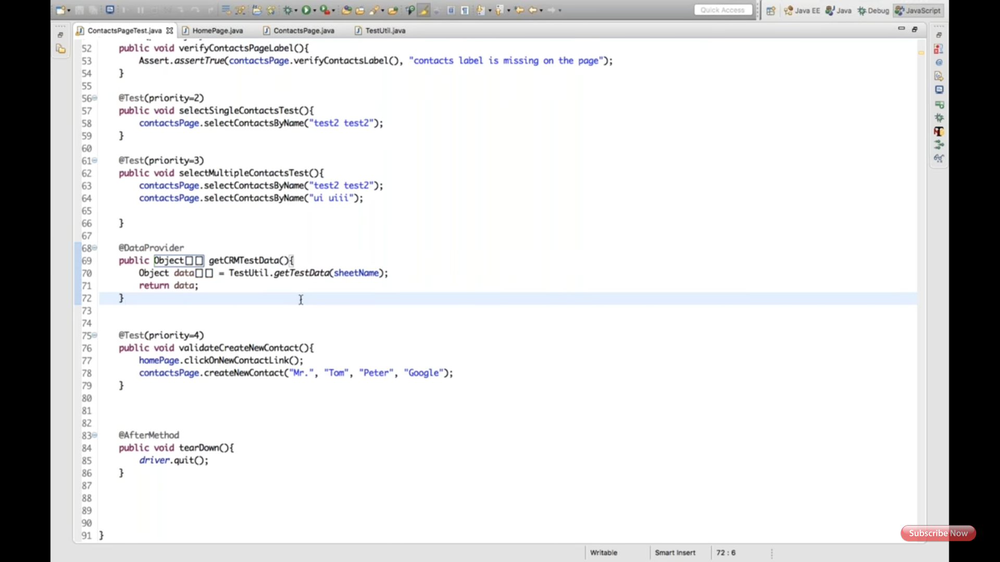 Quick Access
Java EE
Java
Debug
JavaScript
ContactsPageTest.java
HomePage.java
ContactsPage.java
TestUtil.java
52 public void verifyContactsPageLabel(){
53 Assert.assertTrue(contactsPage.verifyContactsLabel(), "contacts label is missing on the page");
54 }
55
56 @Test(priority=2)
57 public void selectSingleContactsTest(){
58 contactsPage.selectContactsByName("test2 test2");
59 }
60
61 @Test(priority=3)
62 public void selectMultipleContactsTest(){
63 contactsPage.selectContactsByName("test2 test2");
64 contactsPage.selectContactsByName("ui uiii");
65
66 }
67
68 @DataProvider
69 public Object[][] getCRMTestData(){
70 Object data[][] = TestUtil.getTestData(sheetName);
71 return data;
72 }
73
74
75 @Test(priority=4)
76 public void validateCreateNewContact(){
77 homePage.clickOnNewContactLink();
78 contactsPage.createNewContact("Mr.", "Tom", "Peter", "Google");
79 }
80
81
82
83 @AfterMethod
84 public void tearDown(){
85 driver.quit();
86 }
87
88
89
90
91 }
Subscribe Now
Writable
Smart Insert
72 : 6